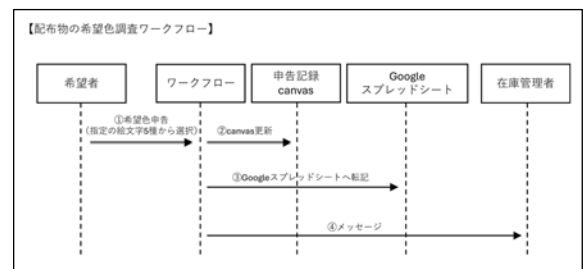 【配布物の希望色調査ワークフロー】
希望者
ワークフロー
申告記録
canvas
Google
スプレッドシート
在庫管理者
①希望色申告
(指定の絵文字5種から選択)
②canvas更新
③Googleスプレッドシートへ転記
④メッセージ